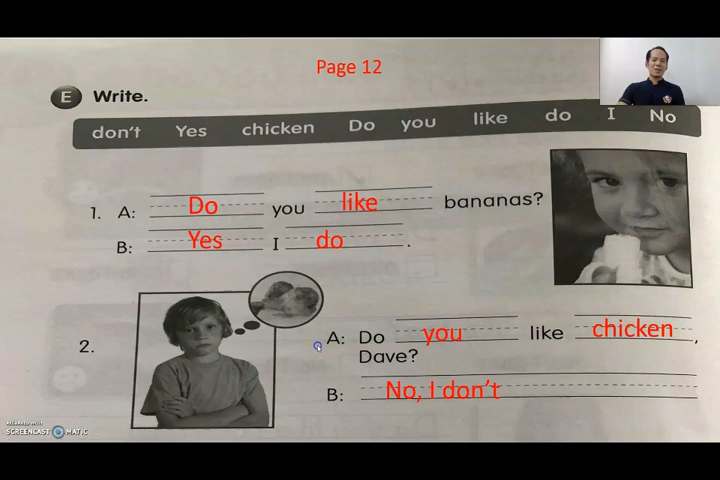 Page 12
E Write.
don't Yes chicken Do you like do I No
1. A: Do you like bananas?
B: Yes I do.
2. A: Do you like chicken,
Dave?
B: No, I don't
RECORDED WITH
SCREENCAST MATIC